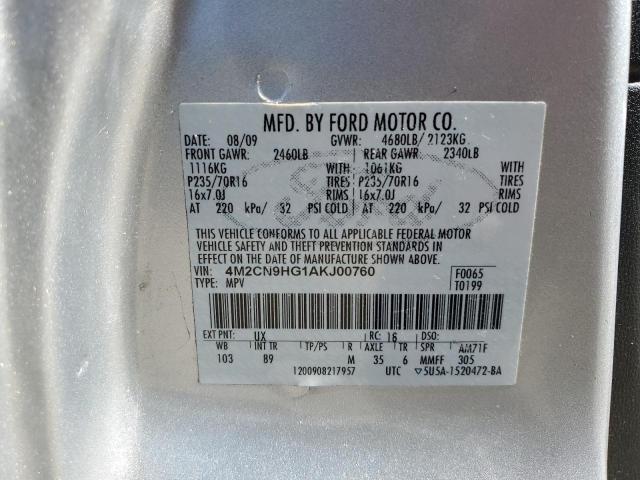 MFD. BY FORD MOTOR CO.
DATE: 08/09 GVWR: 4680LB/ 2123KG
FRONT GAWR: 2460LB REAR GAWR: 2340LB
1116KG WITH 1061KG WITH
P235/70R16 TIRES P235/70R16 TIRES
16x7.0J RIMS 16x7.0J RIMS
AT 220 kPa/ 32 PSI COLD AT 220 kPa/ 32 PSI COLD
THIS VEHICLE CONFORMS TO ALL APPLICABLE FEDERAL MOTOR
VEHICLE SAFETY AND THEFT PREVENTION STANDARDS IN
EFFECT ON THE DATE OF MANUFACTURE SHOWN ABOVE.
VIN: 4M2CN9HG1AKJ00760 F0065
TYPE: MPV T0199
EXT PNT: UX RC: 16 DSO:
WB INT TR TP/PS R AXLE TR SPR AM71F
103 B9 M 35 6 MMFF 305
1200908217957 UTC 5U5A-1520472-BA